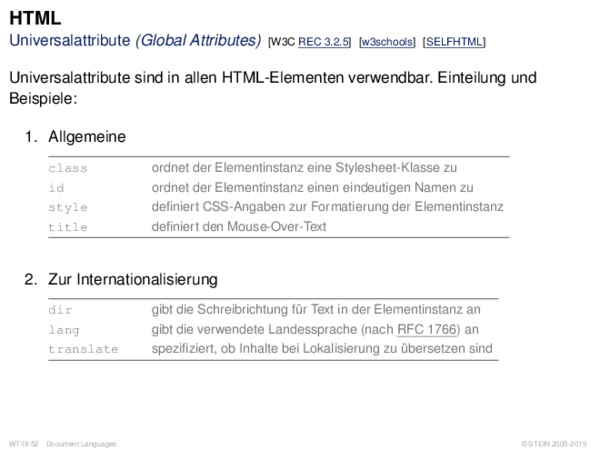 HTML
Universalattribute (Global Attributes) [W3C REC 3.2.5] [w3schools] [SELFHTML]
Universalattribute sind in allen HTML-Elementen verwendbar. Einteilung und
Beispiele:
1. Allgemeine
class ordnet der Elementinstanz eine Stylesheet-Klasse zu
id ordnet der Elementinstanz einen eindeutigen Namen zu
style definiert CSS-Angaben zur Formatierung der Elementinstanz
title definiert den Mouse-Over-Text
2. Zur Internationalisierung
dir gibt die Schreibrichtung für Text in der Elementinstanz an
lang gibt die verwendete Landessprache (nach RFC 1766) an
translate spezifiziert, ob Inhalte bei Lokalisierung zu übersetzen sind
WT:II-52 Document Languages © STEIN 2005-2019